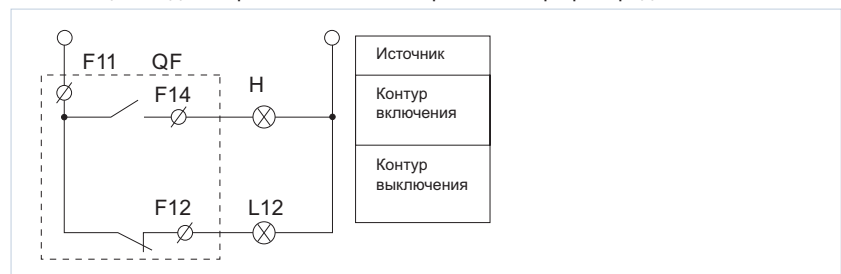 F11 QF
F14
H
F12
L12
Источник
Контур
включения
Контур
выключения